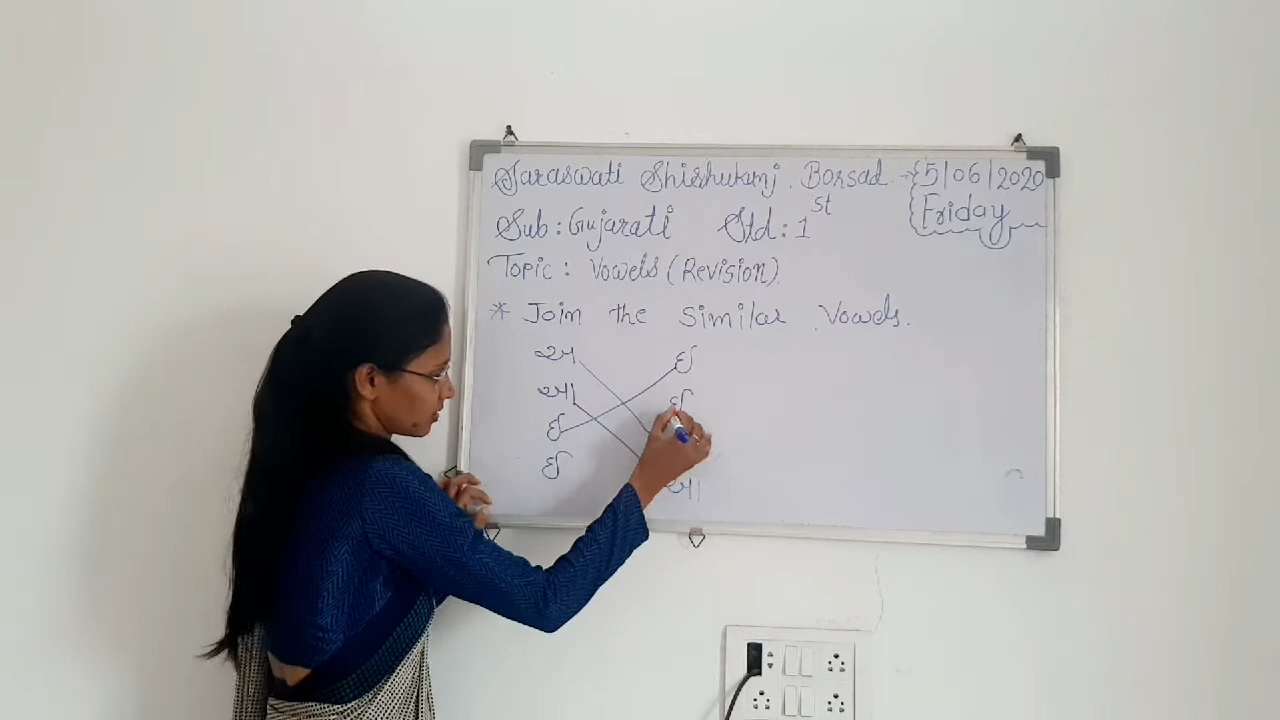 Saraswati Shishukunj, Borsad. → 5/06/2020
Sub: Gujarati Std: 1st Friday
Topic: Vowels (Revision).
* Join the Similar Vowels.
અ ઈ
આ ઈ
ઈ
ઈ આ